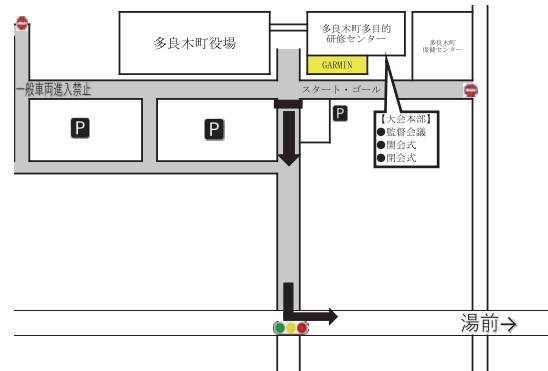 多良木町役場
多良木町多目的
研修センター
多良木町
保健センター
GARMIN
一般車両進入禁止
スタート・ゴール
P
P
P
【大会本部】
●監督会議
●開会式
●閉会式
湯前→